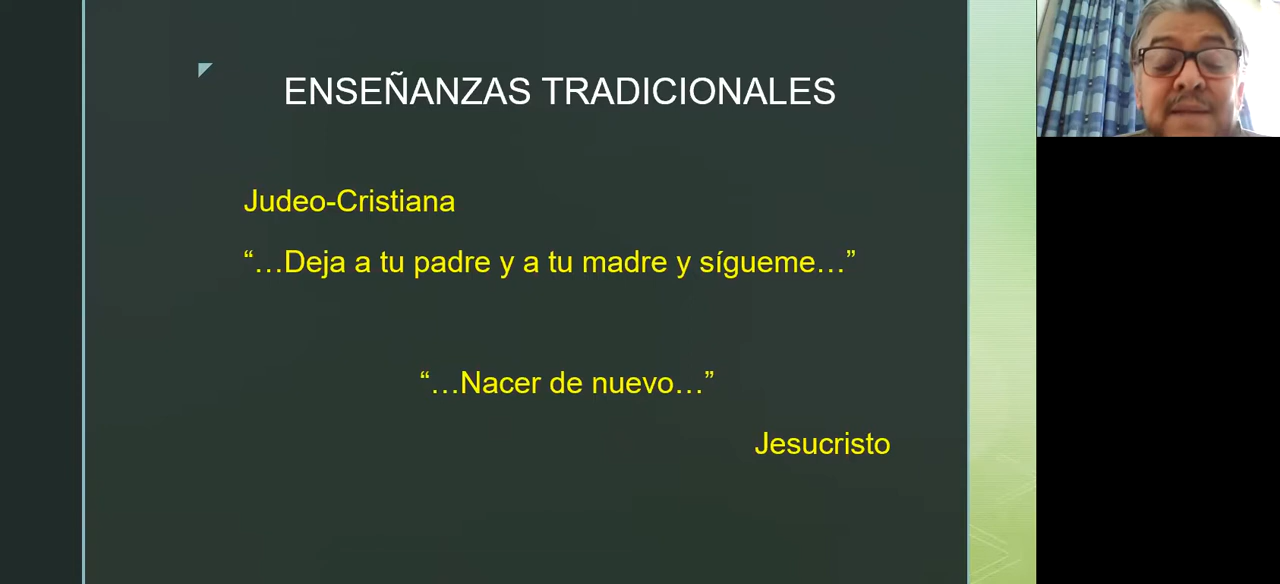 ENSEÑANZAS TRADICIONALES
Judeo-Cristiana
“…Deja a tu padre y a tu madre y sígueme…”
“…Nacer de nuevo…”
Jesucristo